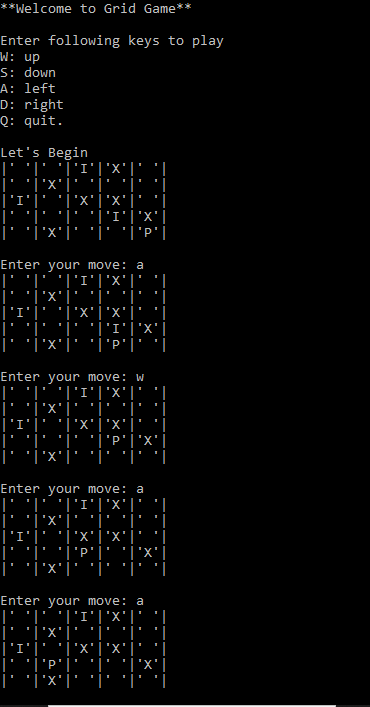 **Welcome to Grid Game**
Enter following keys to play
W: up
S: down
A: left
D: right
Q: quit.
Let's Begin
|' '|' '|'I'|'X'|' '|
|' '|'X'|' '|' '|' '|
|'I'|' '|'X'|'X'|' '|
|' '|' '|' '|'I'|'X'|
|' '|'X'|' '|' '|'P'|
Enter your move: a
|' '|' '|'I'|'X'|' '|
|' '|'X'|' '|' '|' '|
|'I'|' '|'X'|'X'|' '|
|' '|' '|' '|'I'|'X'|
|' '|'X'|' '|'P'|' '|
Enter your move: w
|' '|' '|'I'|'X'|' '|
|' '|'X'|' '|' '|' '|
|'I'|' '|'X'|'X'|' '|
|' '|' '|' '|'P'|'X'|
|' '|'X'|' '|' '|' '|
Enter your move: a
|' '|' '|'I'|'X'|' '|
|' '|'X'|' '|' '|' '|
|'I'|' '|'X'|'X'|' '|
|' '|' '|'P'|' '|'X'|
|' '|'X'|' '|' '|' '|
Enter your move: a
|' '|' '|'I'|'X'|' '|
|' '|'X'|' '|' '|' '|
|'I'|' '|'X'|'X'|' '|
|' '|'P'|' '|' '|'X'|
|' '|'X'|' '|' '|' '|